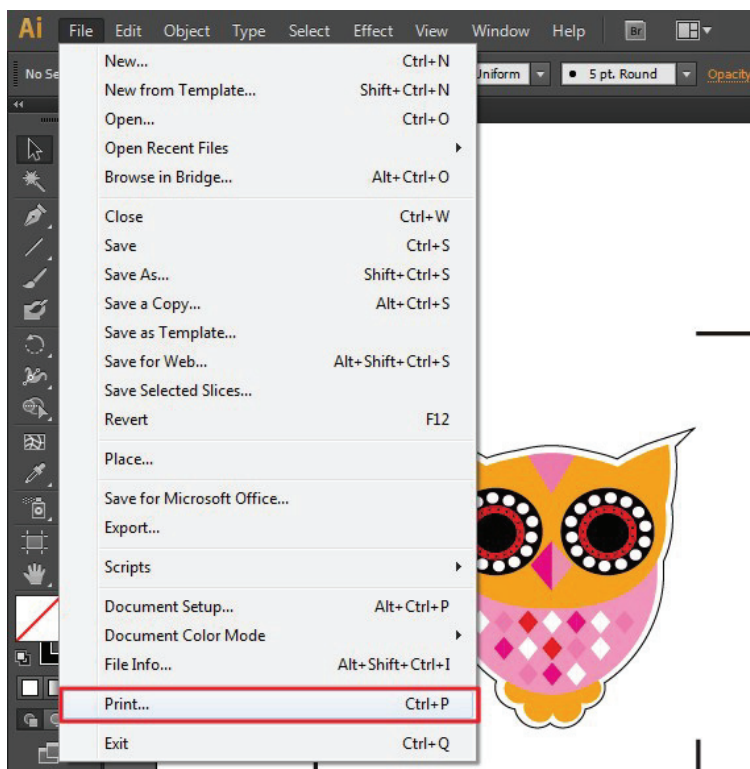 Ai File Edit Object Type Select Effect View Window Help Br
No Se
Uniform 5 pt. Round Opacity
New... Ctrl+N
New from Template... Shift+Ctrl+N
Open... Ctrl+O
Open Recent Files
Browse in Bridge... Alt+Ctrl+O
Close Ctrl+W
Save Ctrl+S
Save As... Shift+Ctrl+S
Save a Copy... Alt+Ctrl+S
Save as Template...
Save for Web... Alt+Shift+Ctrl+S
Save Selected Slices...
Revert F12
Place...
Save for Microsoft Office...
Export...
Scripts
Document Setup... Alt+Ctrl+P
Document Color Mode
File Info... Alt+Shift+Ctrl+I
Print... Ctrl+P
Exit Ctrl+Q